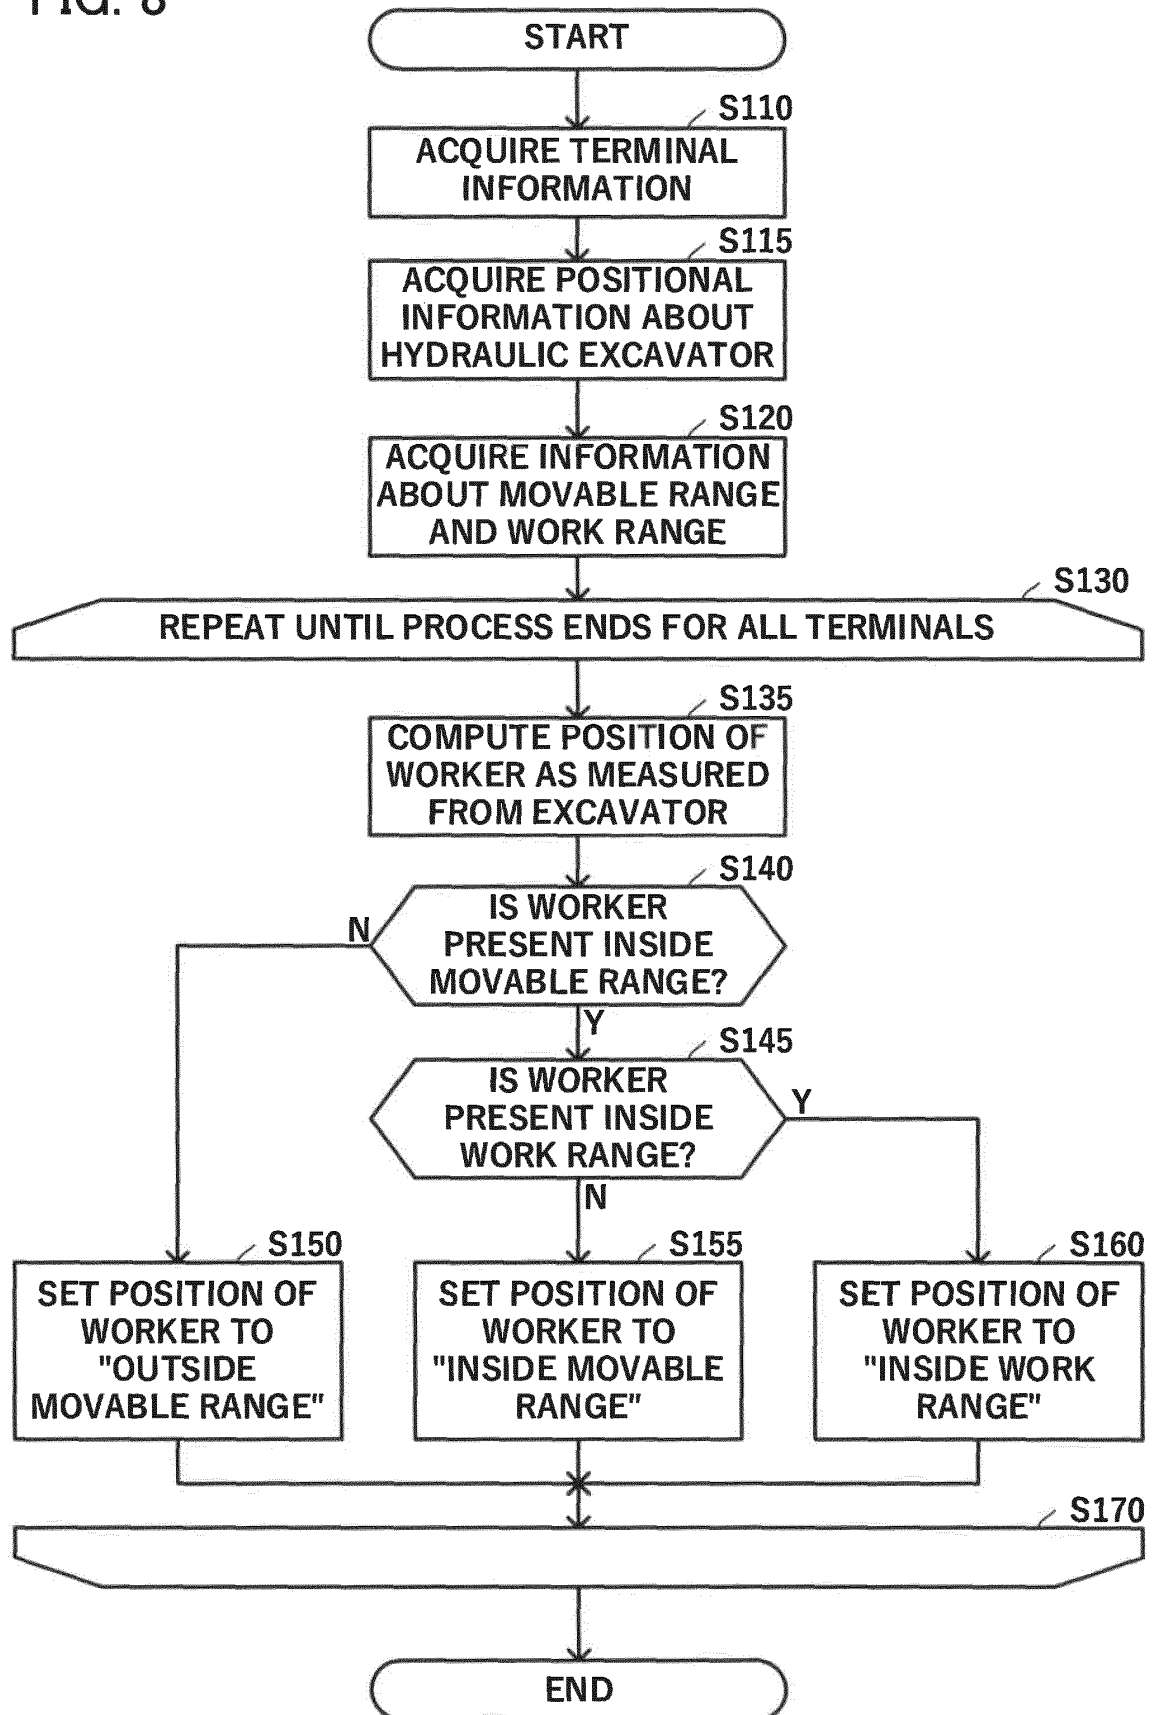 FIG. 8
START
S110
ACQUIRE TERMINAL
INFORMATION
S115
ACQUIRE POSITIONAL
INFORMATION ABOUT
HYDRAULIC EXCAVATOR
S120
ACQUIRE INFORMATION
ABOUT MOVABLE RANGE
AND WORK RANGE
S130
REPEAT UNTIL PROCESS ENDS FOR ALL TERMINALS
S135
COMPUTE POSITION OF
WORKER AS MEASURED
FROM EXCAVATOR
S140
IS WORKER
PRESENT INSIDE
MOVABLE RANGE?
N
Y
S145
IS WORKER
PRESENT INSIDE
WORK RANGE?
Y
N
S150
SET POSITION OF
WORKER TO
"OUTSIDE
MOVABLE RANGE"
S155
SET POSITION OF
WORKER TO
"INSIDE MOVABLE
RANGE"
S160
SET POSITION OF
WORKER TO
"INSIDE WORK
RANGE"
S170
END